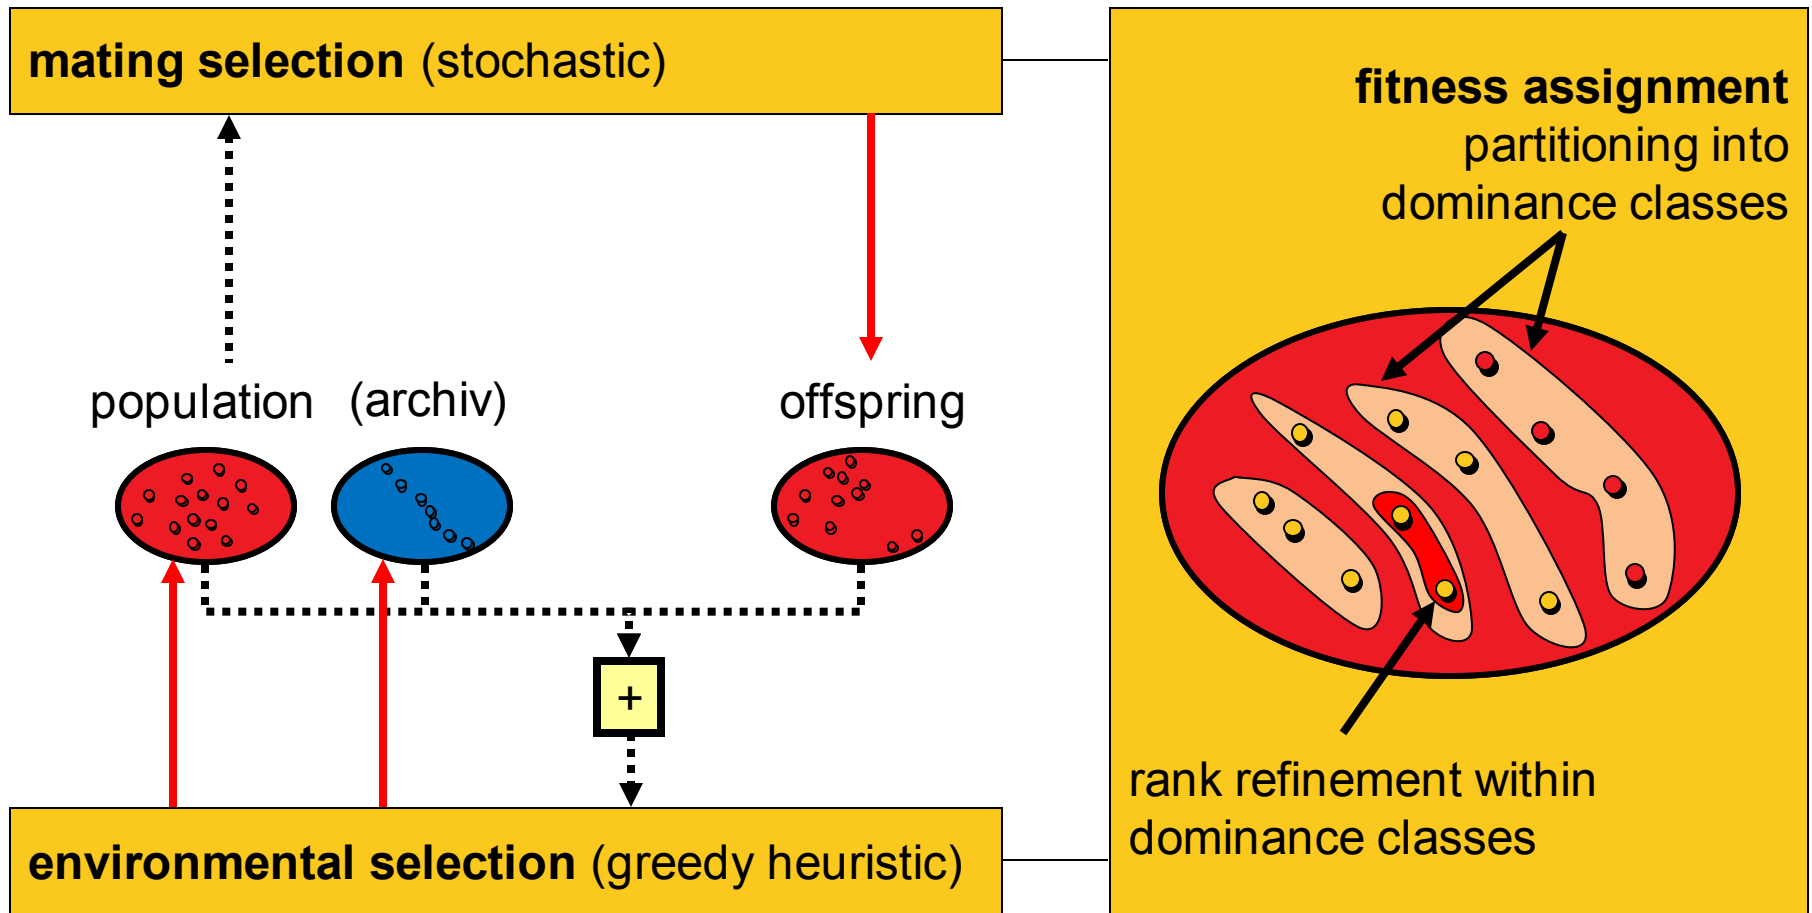 mating selection (stochastic)
fitness assignment
partitioning into
dominance classes
population
(archiv)
offspring
+
rank refinement within
dominance classes
environmental selection (greedy heuristic)